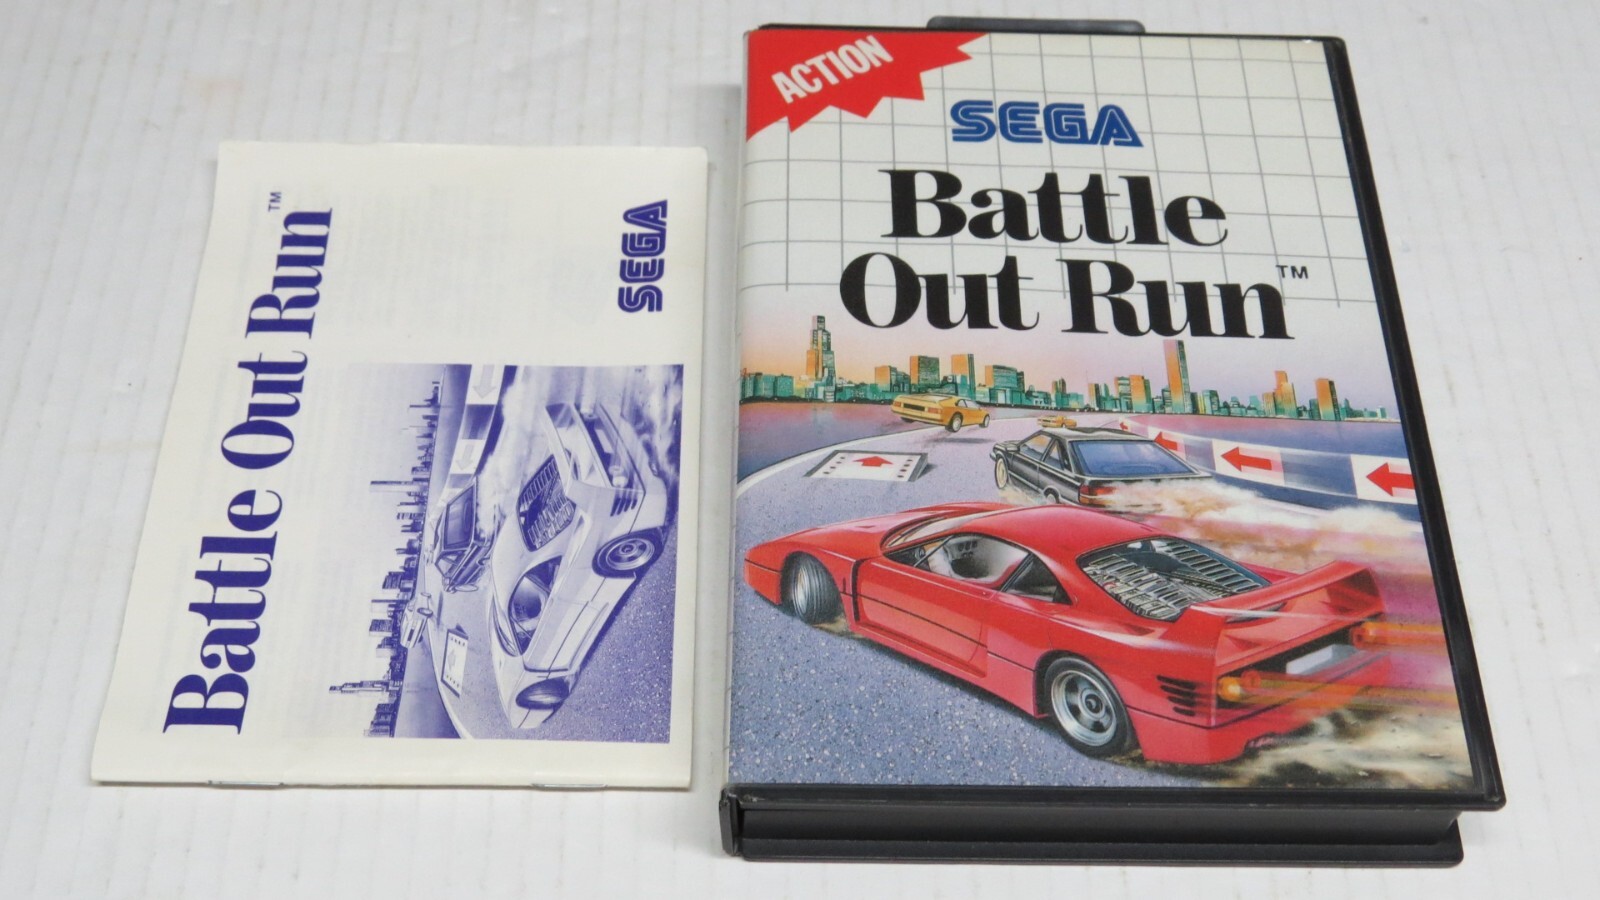 Battle Out Run™
SEGA
ACTION
SEGA
Battle
Out Run™